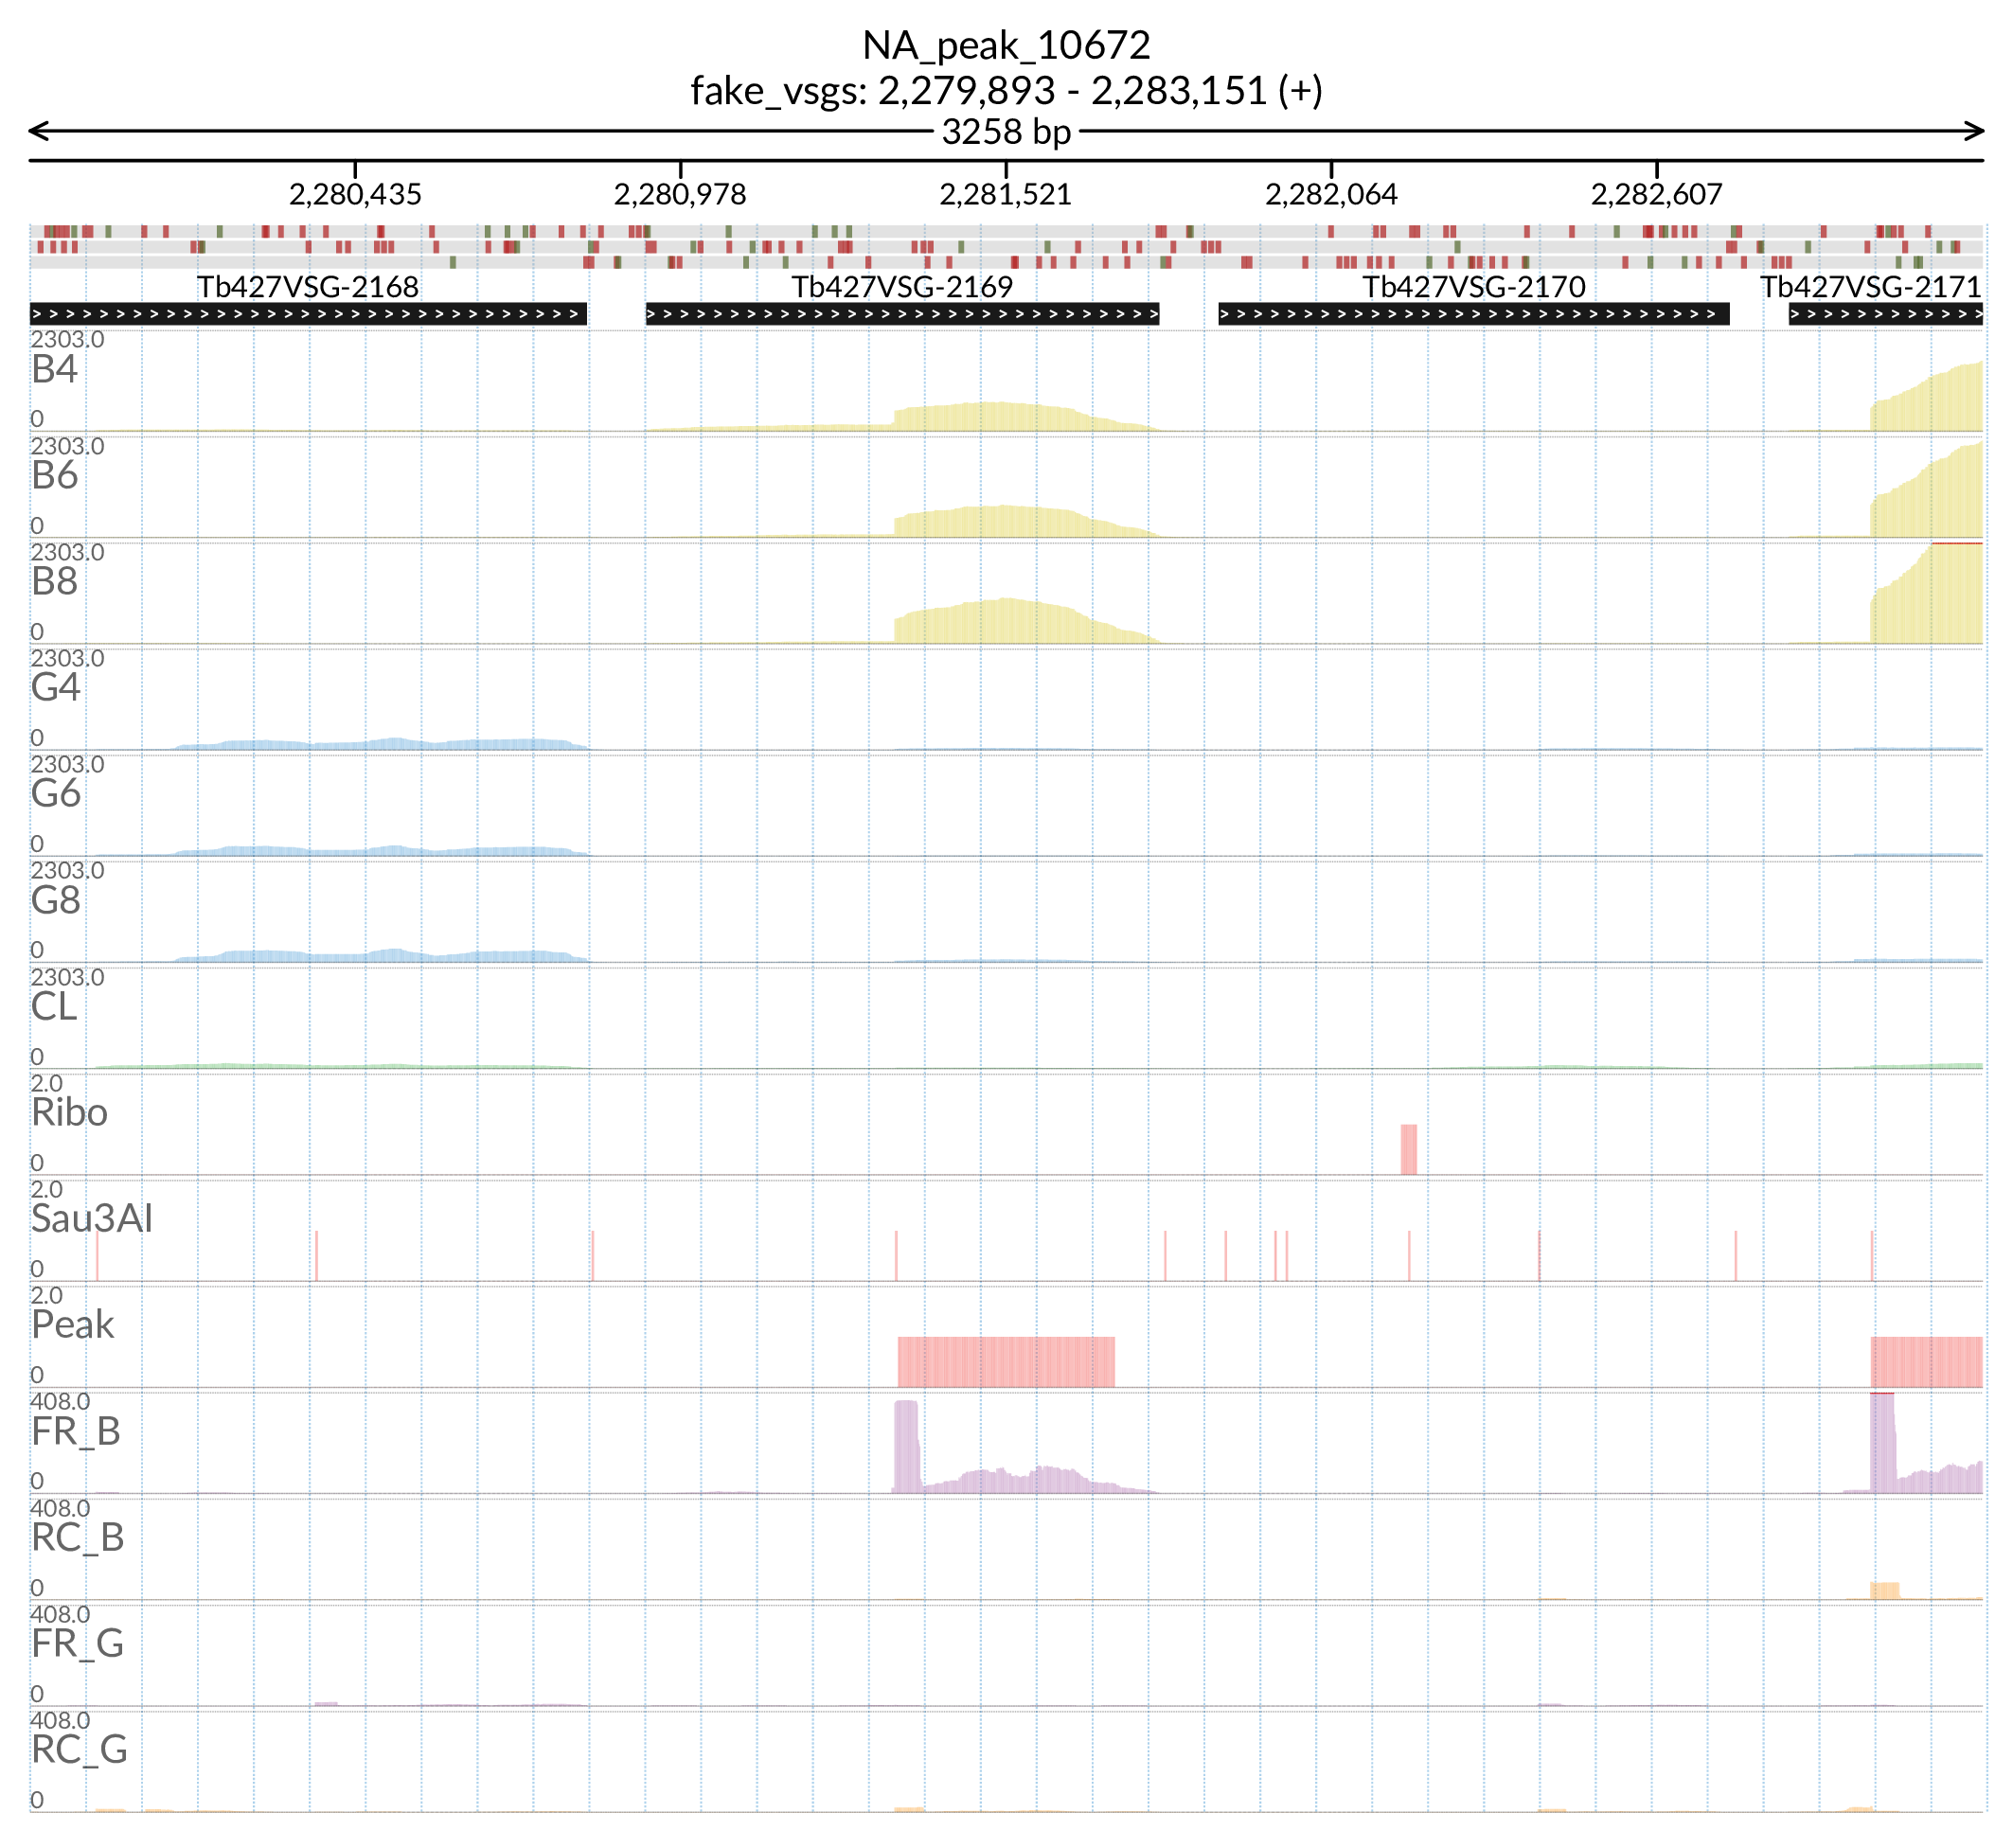 NA_peak_10672
fake_vsgs: 2,279,893 - 2,283,151 (+)
3258 bp
2,280,435 2,280,978 2,281,521 2,282,064 2,282,607
Tb427VSG-2168 Tb427VSG-2169 Tb427VSG-2170 Tb427VSG-2171
2303.0
B4
0
2303.0
B6
0
2303.0
B8
0
2303.0
G4
0
2303.0
G6
0
2303.0
G8
0
2303.0
CL
0
2.0
Ribo
0
2.0
Sau3AI
0
2.0
Peak
0
408.0
FR_B
0
408.0
RC_B
0
408.0
FR_G
0
408.0
RC_G
0